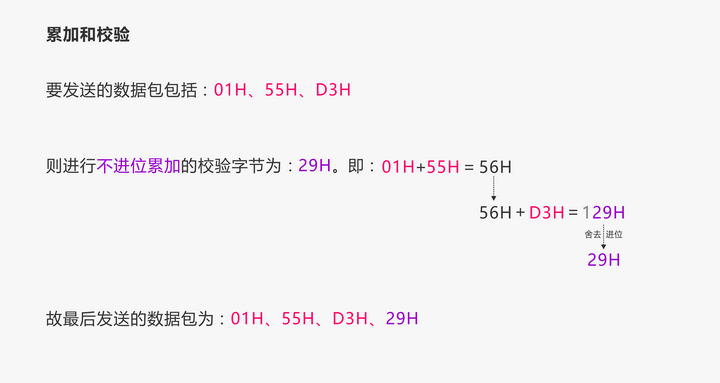 累加和校验
要发送的数据包包括：01H、55H、D3H
则进行不进位累加的校验字节为：29H。即：01H+55H = 56H
56H + D3H = 129H
舍去 进位
29H
故最后发送的数据包为：01H、55H、D3H、29H